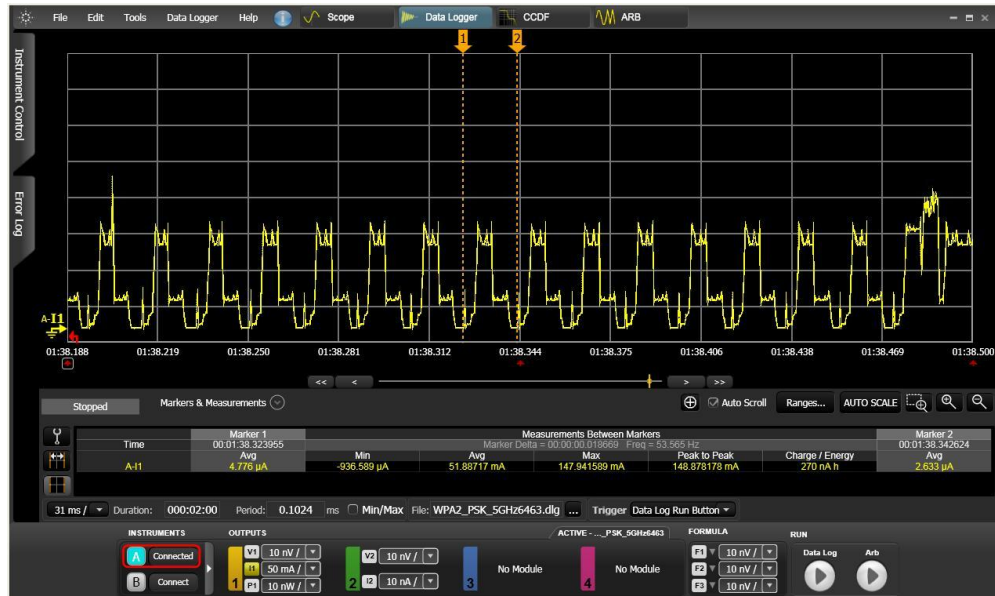 File Edit Tools Data Logger Help Scope Data Logger CCDF ARB
1 2
Instrument Control
Error Log
A-I1
01:38.188 01:38.219 01:38.250 01:38.281 01:38.312 01:38.344 01:38.375 01:38.406 01:38.438 01:38.469 01:38.500
<< < > >>
Stopped Markers & Measurements Auto Scroll Ranges... AUTO SCALE
Marker 1 Measurements Between Markers Marker 2
Time 00:01:38.323955 Marker Delta = 00:00:00.018669 Freq = 53.565 Hz 00:01:38.342624
Avg Min Avg Max Peak to Peak Charge / Energy Avg
A-I1 4.776 µA -936.589 µA 51.88717 mA 147.941589 mA 148.878178 mA 270 nA h 2.633 µA
31 ms / Duration: 000:02:00 Period: 0.1024 ms Min/Max File: WPA2_PSK_5GHz6463.dlg ... Trigger Data Log Run Button
INSTRUMENTS OUTPUTS ACTIVE - ..._PSK_5GHz6463 FORMULA RUN
A Connected V1 10 nV / V2 10 nV / F1 10 nV / Data Log Arb
I1 50 mA / No Module No Module F2 10 nV /
B Connect 1 P1 10 nW / 2 I2 10 nA / 3 4 F3 10 nV /